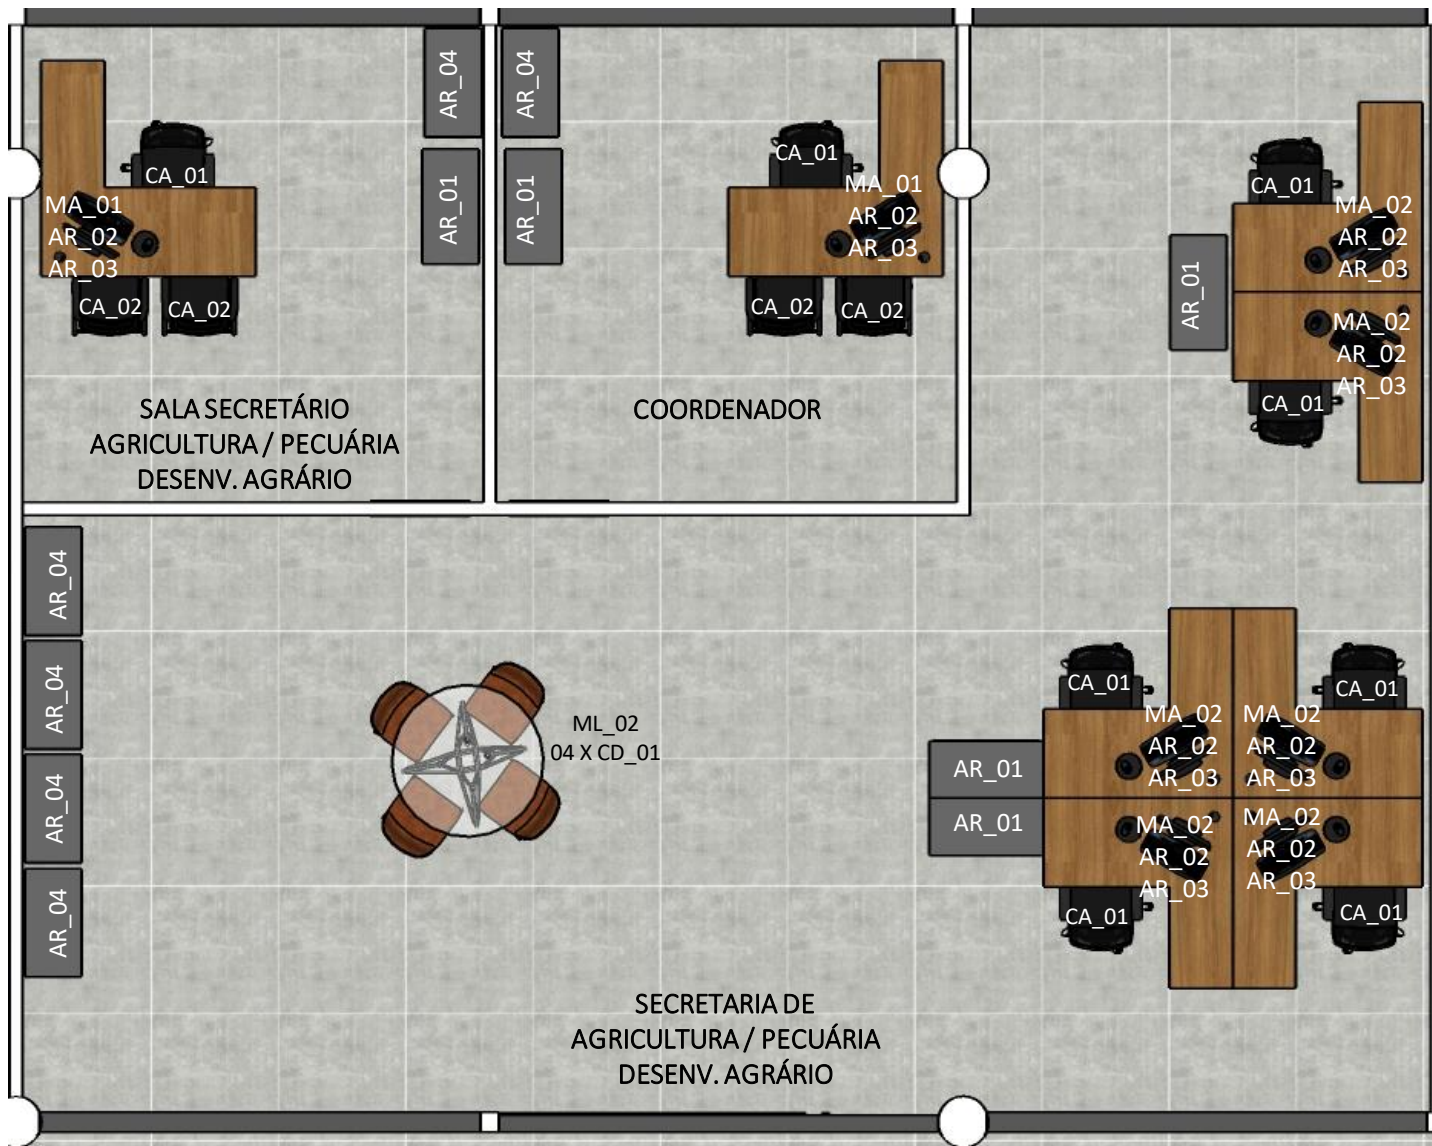 AR_04
AR_01
CA_01
MA_01
AR_02
AR_03
CA_02
CA_02
SALA SECRETÁRIO
AGRICULTURA / PECUÁRIA
DESENV. AGRÁRIO
AR_04
AR_01
CA_01
MA_01
AR_02
AR_03
CA_02
CA_02
COORDENADOR
CA_01
MA_02
AR_02
AR_03
AR_01
MA_02
AR_02
AR_03
CA_01
AR_04
AR_04
AR_04
AR_04
ML_02
04 X CD_01
CA_01
CA_01
MA_02
AR_02
AR_03
MA_02
AR_02
AR_03
AR_01
AR_01
MA_02
AR_02
AR_03
MA_02
AR_02
AR_03
CA_01
CA_01
SECRETARIA DE
AGRICULTURA / PECUÁRIA
DESENV. AGRÁRIO